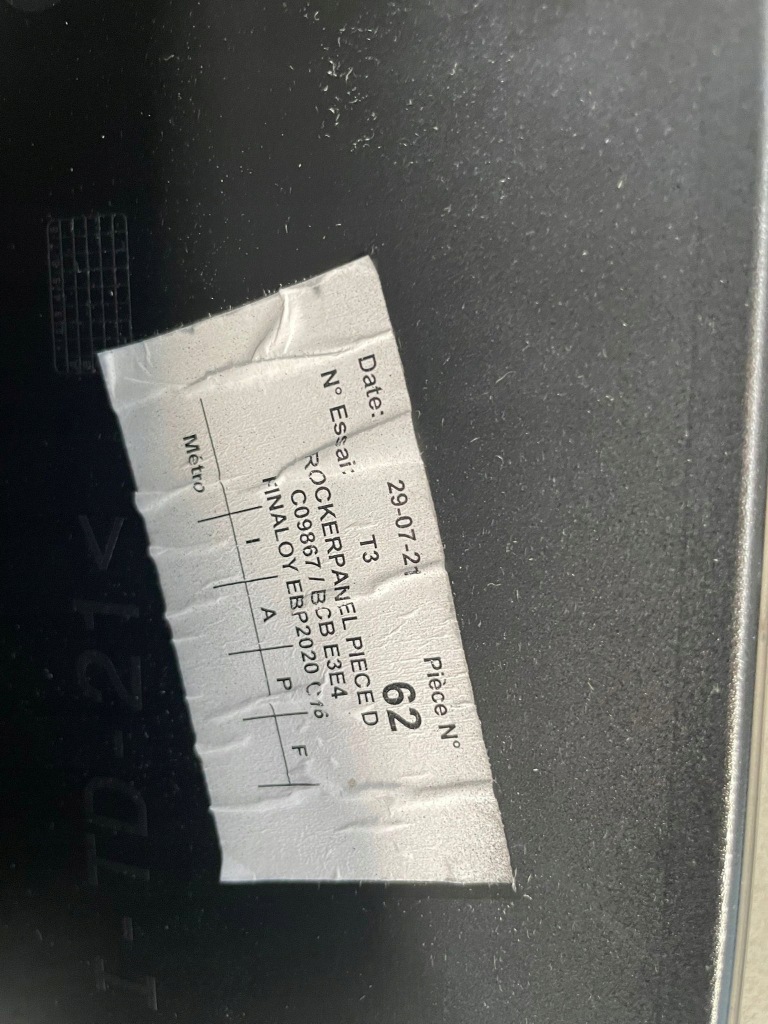 Date: 29-07-21 Pièce N°
N° Essai: T3 62
ROCKERPANEL PIECE D
C09867 / BCB E3E4
FINALOY EBP2020
Métro I A P F